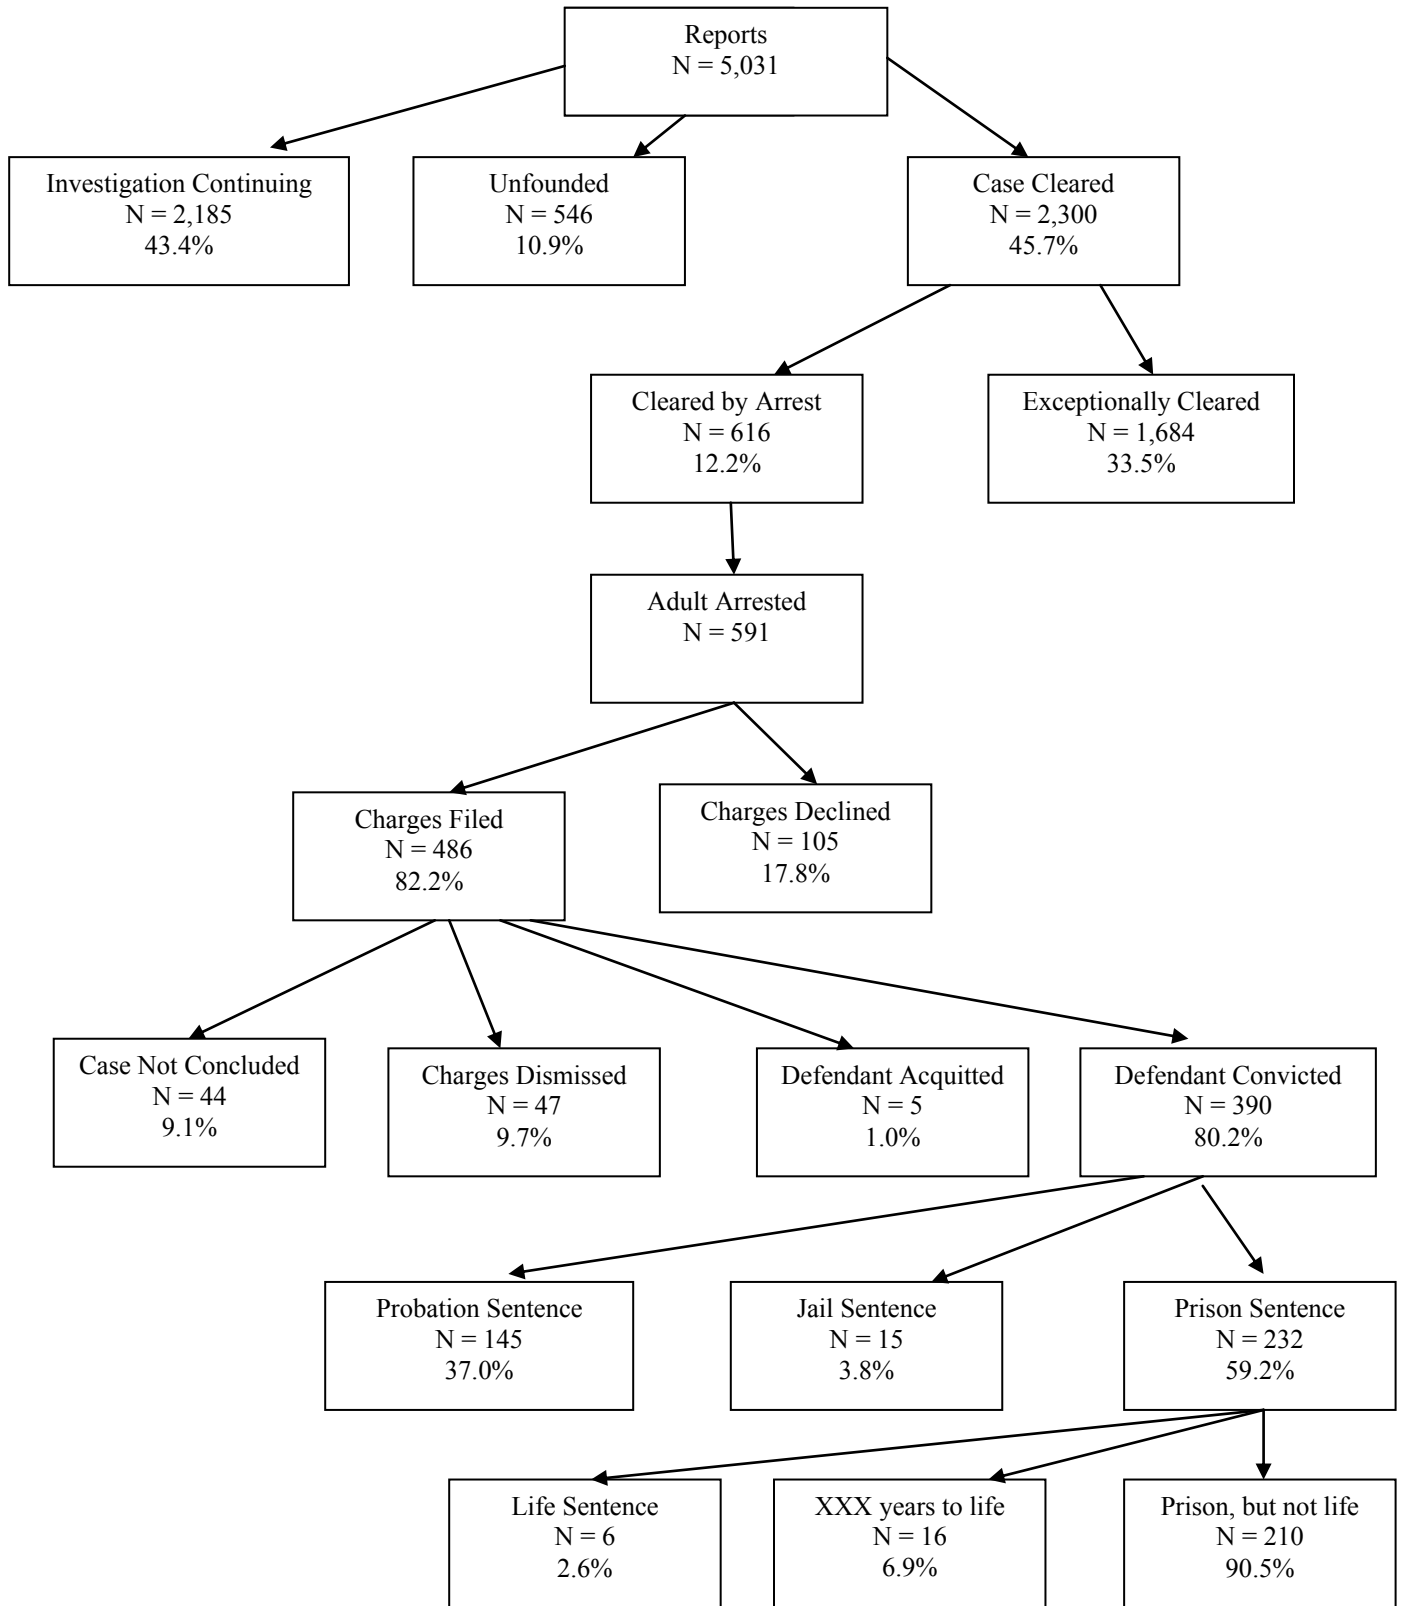 Reports
N = 5,031
Investigation Continuing
N = 2,185
43.4%
Unfounded
N = 546
10.9%
Case Cleared
N = 2,300
45.7%
Cleared by Arrest
N = 616
12.2%
Exceptionally Cleared
N = 1,684
33.5%
Adult Arrested
N = 591
Charges Filed
N = 486
82.2%
Charges Declined
N = 105
17.8%
Case Not Concluded
N = 44
9.1%
Charges Dismissed
N = 47
9.7%
Defendant Acquitted
N = 5
1.0%
Defendant Convicted
N = 390
80.2%
Probation Sentence
N = 145
37.0%
Jail Sentence
N = 15
3.8%
Prison Sentence
N = 232
59.2%
Life Sentence
N = 6
2.6%
XXX years to life
N = 16
6.9%
Prison, but not life
N = 210
90.5%